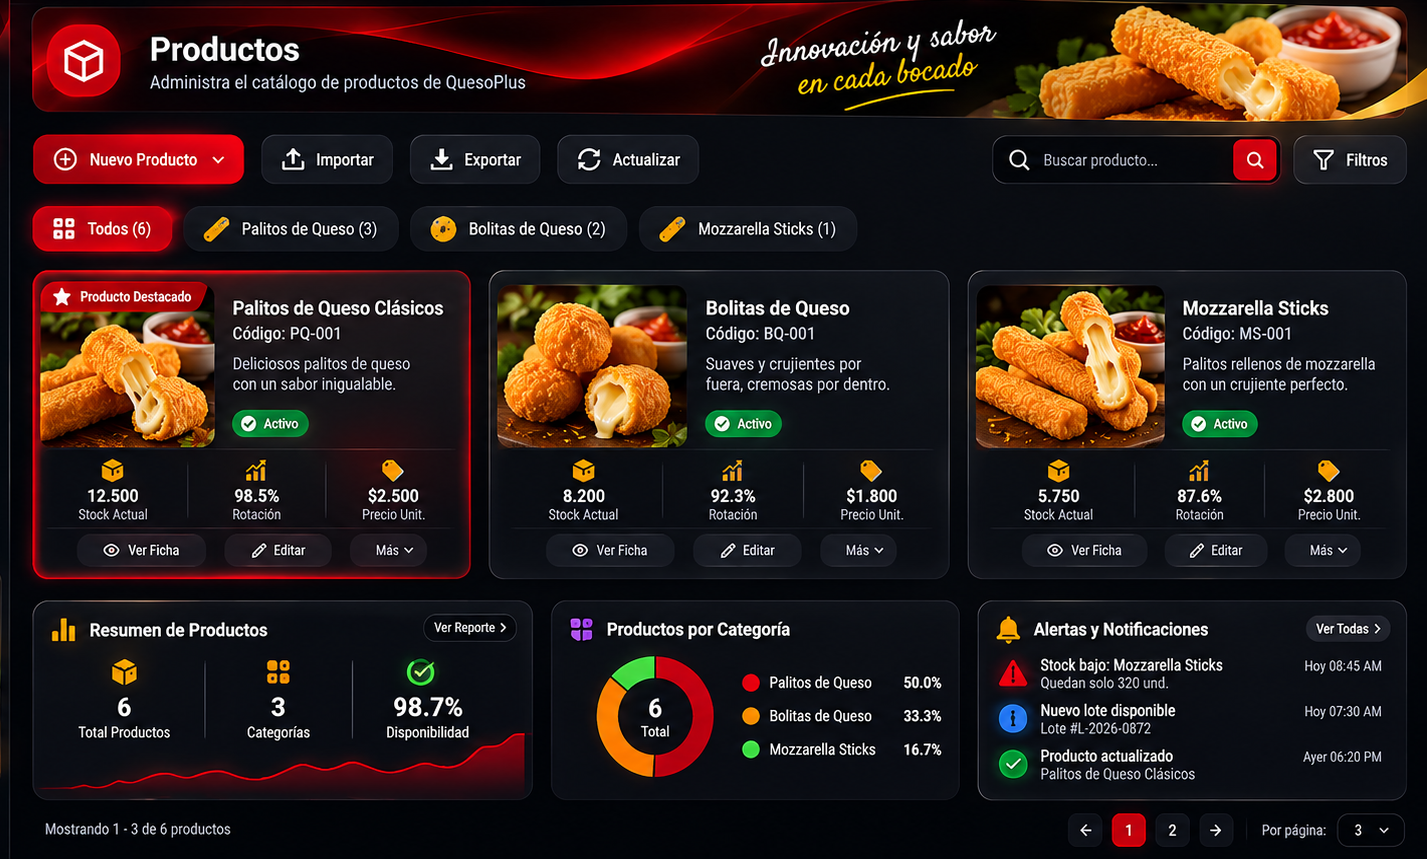 Productos
Administra el catálogo de productos de QuesoPlus
Innovación y sabor
en cada bocado
Nuevo Producto
Importar
Exportar
Actualizar
Buscar producto...
Filtros
Todos (6)
Palitos de Queso (3)
Bolitas de Queso (2)
Mozzarella Sticks (1)
Producto Destacado
Palitos de Queso Clásicos
Código: PQ-001
Deliciosos palitos de queso
con un sabor inigualable.
Activo
12.500
Stock Actual
98.5%
Rotación
$2.500
Precio Unit.
Ver Ficha
Editar
Más
Bolitas de Queso
Código: BQ-001
Suaves y crujientes por
fuera, cremosas por dentro.
Activo
8.200
Stock Actual
92.3%
Rotación
$1.800
Precio Unit.
Ver Ficha
Editar
Más
Mozzarella Sticks
Código: MS-001
Palitos rellenos de mozzarella
con un crujiente perfecto.
Activo
5.750
Stock Actual
87.6%
Rotación
$2.800
Precio Unit.
Ver Ficha
Editar
Más
Resumen de Productos
Ver Reporte
6
Total Productos
3
Categorías
98.7%
Disponibilidad
Productos por Categoría
6
Total
Palitos de Queso 50.0%
Bolitas de Queso 33.3%
Mozzarella Sticks 16.7%
Alertas y Notificaciones
Ver Todas
Stock bajo: Mozzarella Sticks
Hoy 08:45 AM
Quedan solo 320 und.
Nuevo lote disponible
Hoy 07:30 AM
Lote #L-2026-0872
Producto actualizado
Ayer 06:20 PM
Palitos de Queso Clásicos
Mostrando 1 - 3 de 6 productos
1
2
Por página:
3